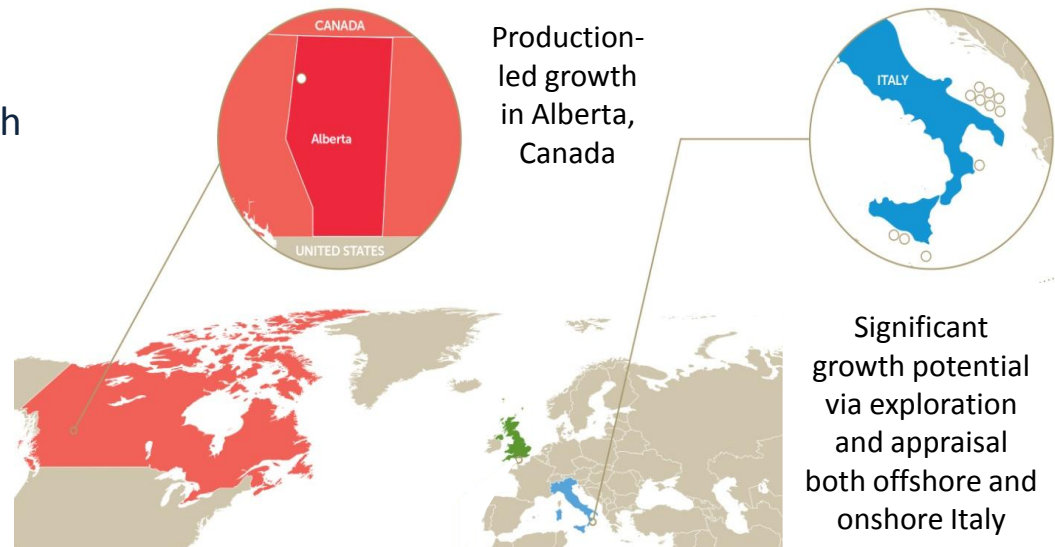 h
CANADA
Alberta
UNITED STATES
Production-
led growth
in Alberta,
Canada
ITALY
Significant
growth potential
via exploration
and appraisal
both offshore and
onshore Italy